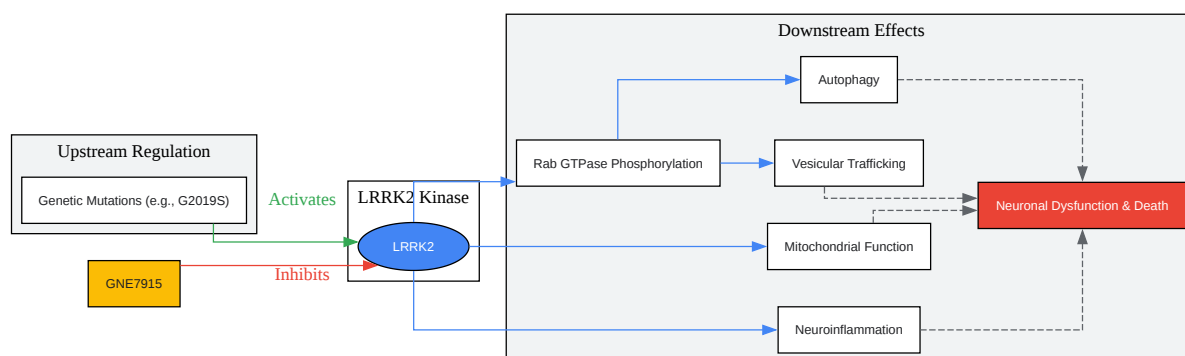 Downstream Effects
Autophagy
Upstream Regulation
Rab GTPase Phosphorylation
Vesicular Trafficking
Genetic Mutations (e.g., G2019S)
Activates
LRRK2 Kinase
Neuronal Dysfunction & Death
LRRK2
Mitochondrial Function
GNE7915
Inhibits
Neuroinflammation